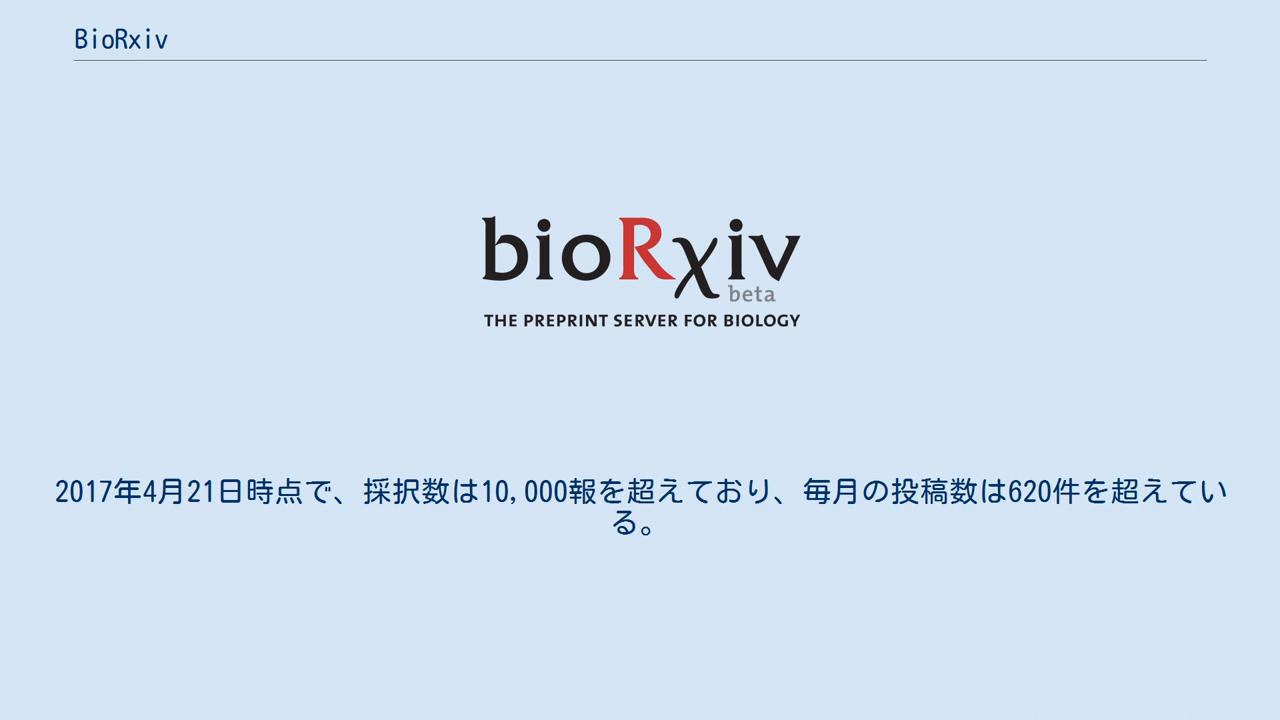 BioRxiv
bioRχiv
beta
THE PREPRINT SERVER FOR BIOLOGY
2017年4月21日時点で、採択数は10,000報を超えており、毎月の投稿数は620件を超えてい
る。